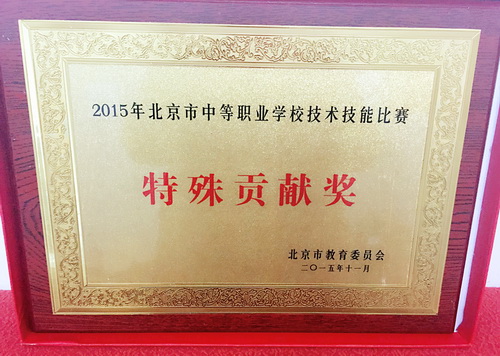 2015年北京市中等职业学校技术技能比赛
特殊贡献奖
北京市教育委员会
二〇一五年十一月